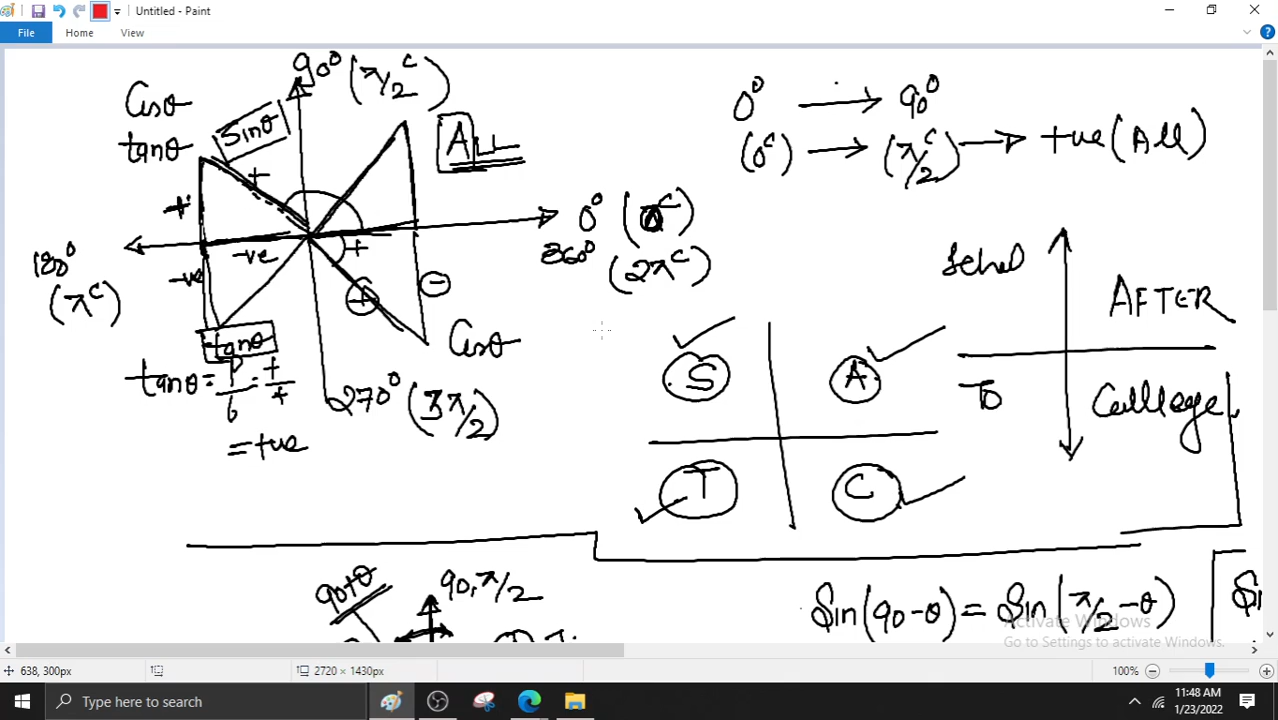 Untitled - Paint
File Home View
90° (π/2 ᶜ)
Cosθ
tanθ
Sinθ
ALL
+
+
-ve
+
-ve
+
-
180°
(πᶜ)
0° (0ᶜ)
360°
(2πᶜ)
tanθ
Cosθ
tanθ = P/b = +/+
= +ve
270° (3π/2)
0° → 90°
(0ᶜ) → (π/2 ᶜ) → +ve (All)
S A
T C
School AFTER
To Colleage
90+θ
90, π/2
Sin(90-θ) = Sin(π/2-θ)
Activate Windows
Go to Settings to activate Windows.
638, 300px
2720 × 1430px
100%
Type here to search
11:48 AM
1/23/2022